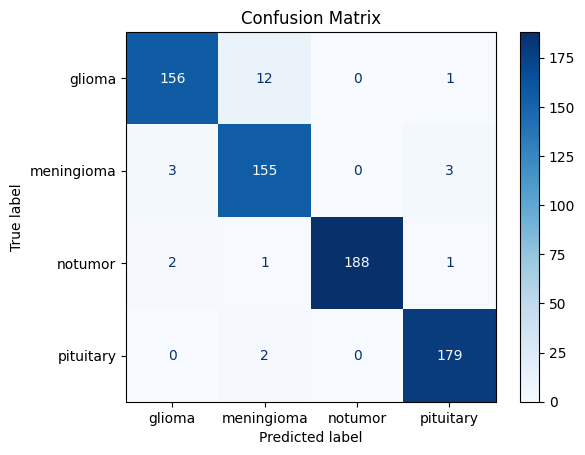 Confusion Matrix
glioma 156 12 0 1
meningioma 3 155 0 3
notumor 2 1 188 1
pituitary 0 2 0 179
glioma meningioma notumor pituitary
Predicted label
True label
175
150
125
100
75
50
25
0